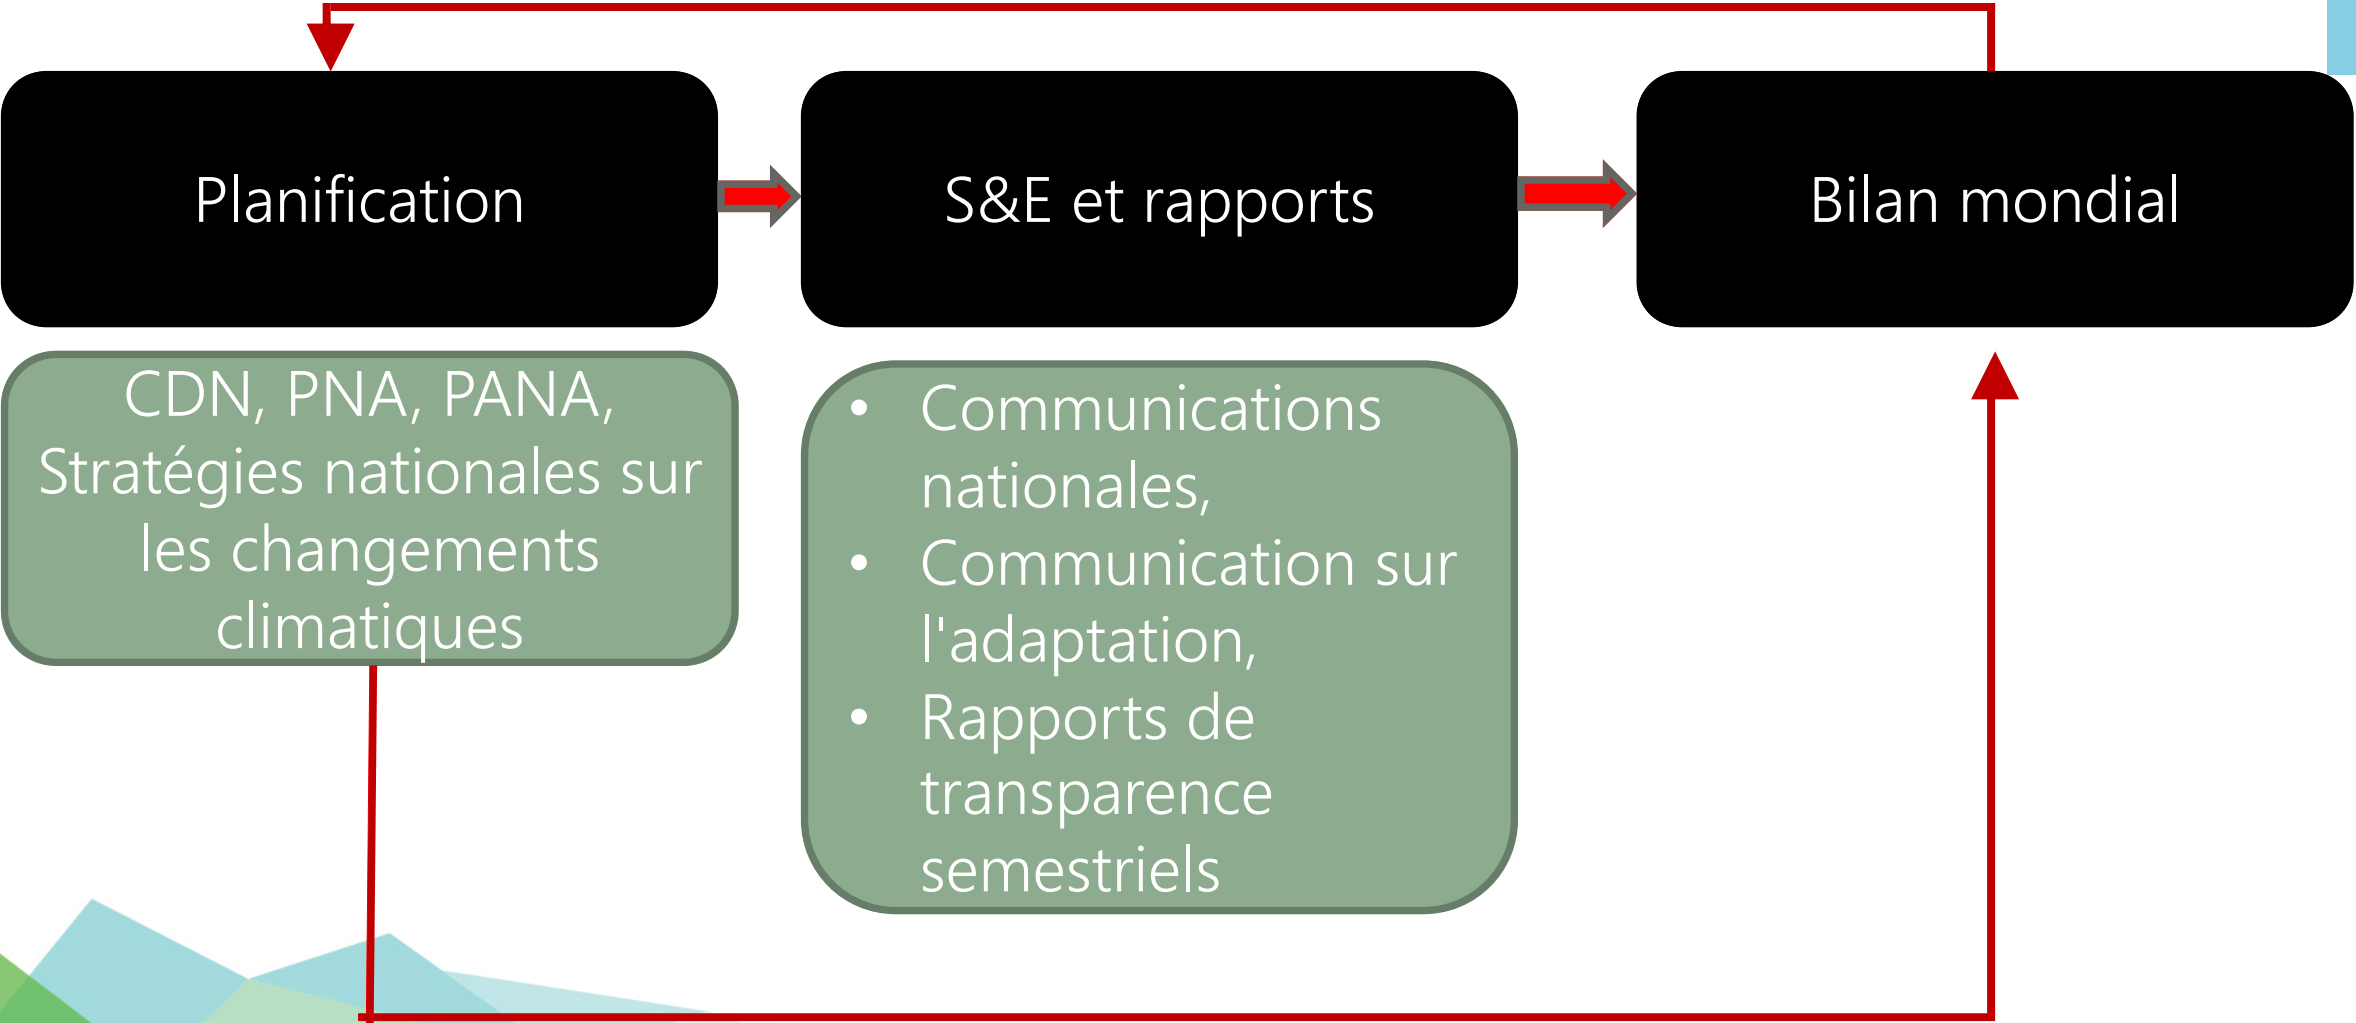 Planification
S&E et rapports
Bilan mondial
CDN, PNA, PANA,
Stratégies nationales sur
les changements
climatiques
• Communications
nationales,
• Communication sur
l'adaptation,
• Rapports de
transparence
semestriels